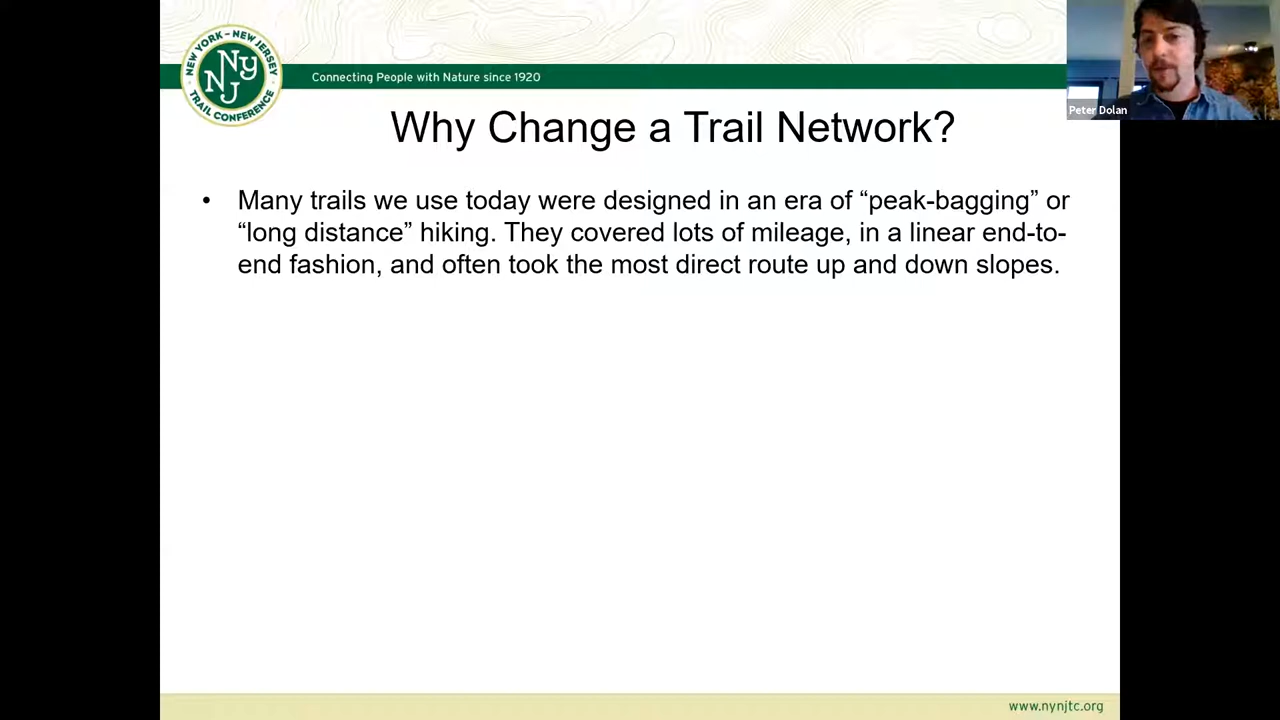 NEW YORK – NEW JERSEY
NY
NJ
TRAIL CONFERENCE
Connecting People with Nature since 1920
Peter Dolan
Why Change a Trail Network?
• Many trails we use today were designed in an era of “peak-bagging” or
“long distance” hiking. They covered lots of mileage, in a linear end-to-
end fashion, and often took the most direct route up and down slopes.
www.nynjtc.org